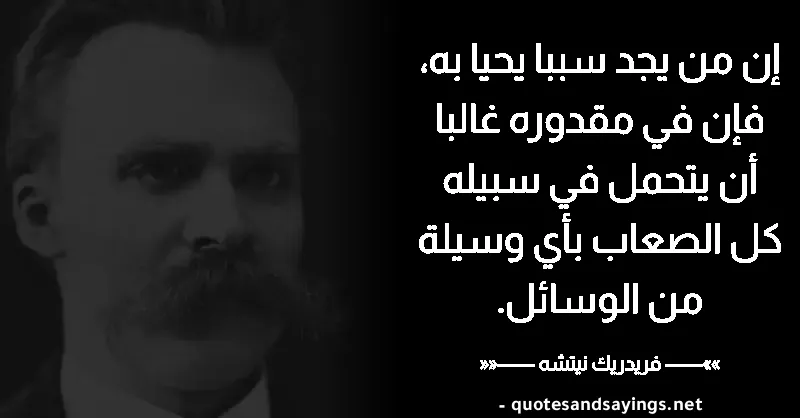 إن من يجد سببا يحيا به،
فإن في مقدوره غالبا
أن يتحمل في سبيله
كل الصعاب بأي وسيلة
من الوسائل.
»»—— فريدريك نيتشه ——««
- quotesandsayings.net